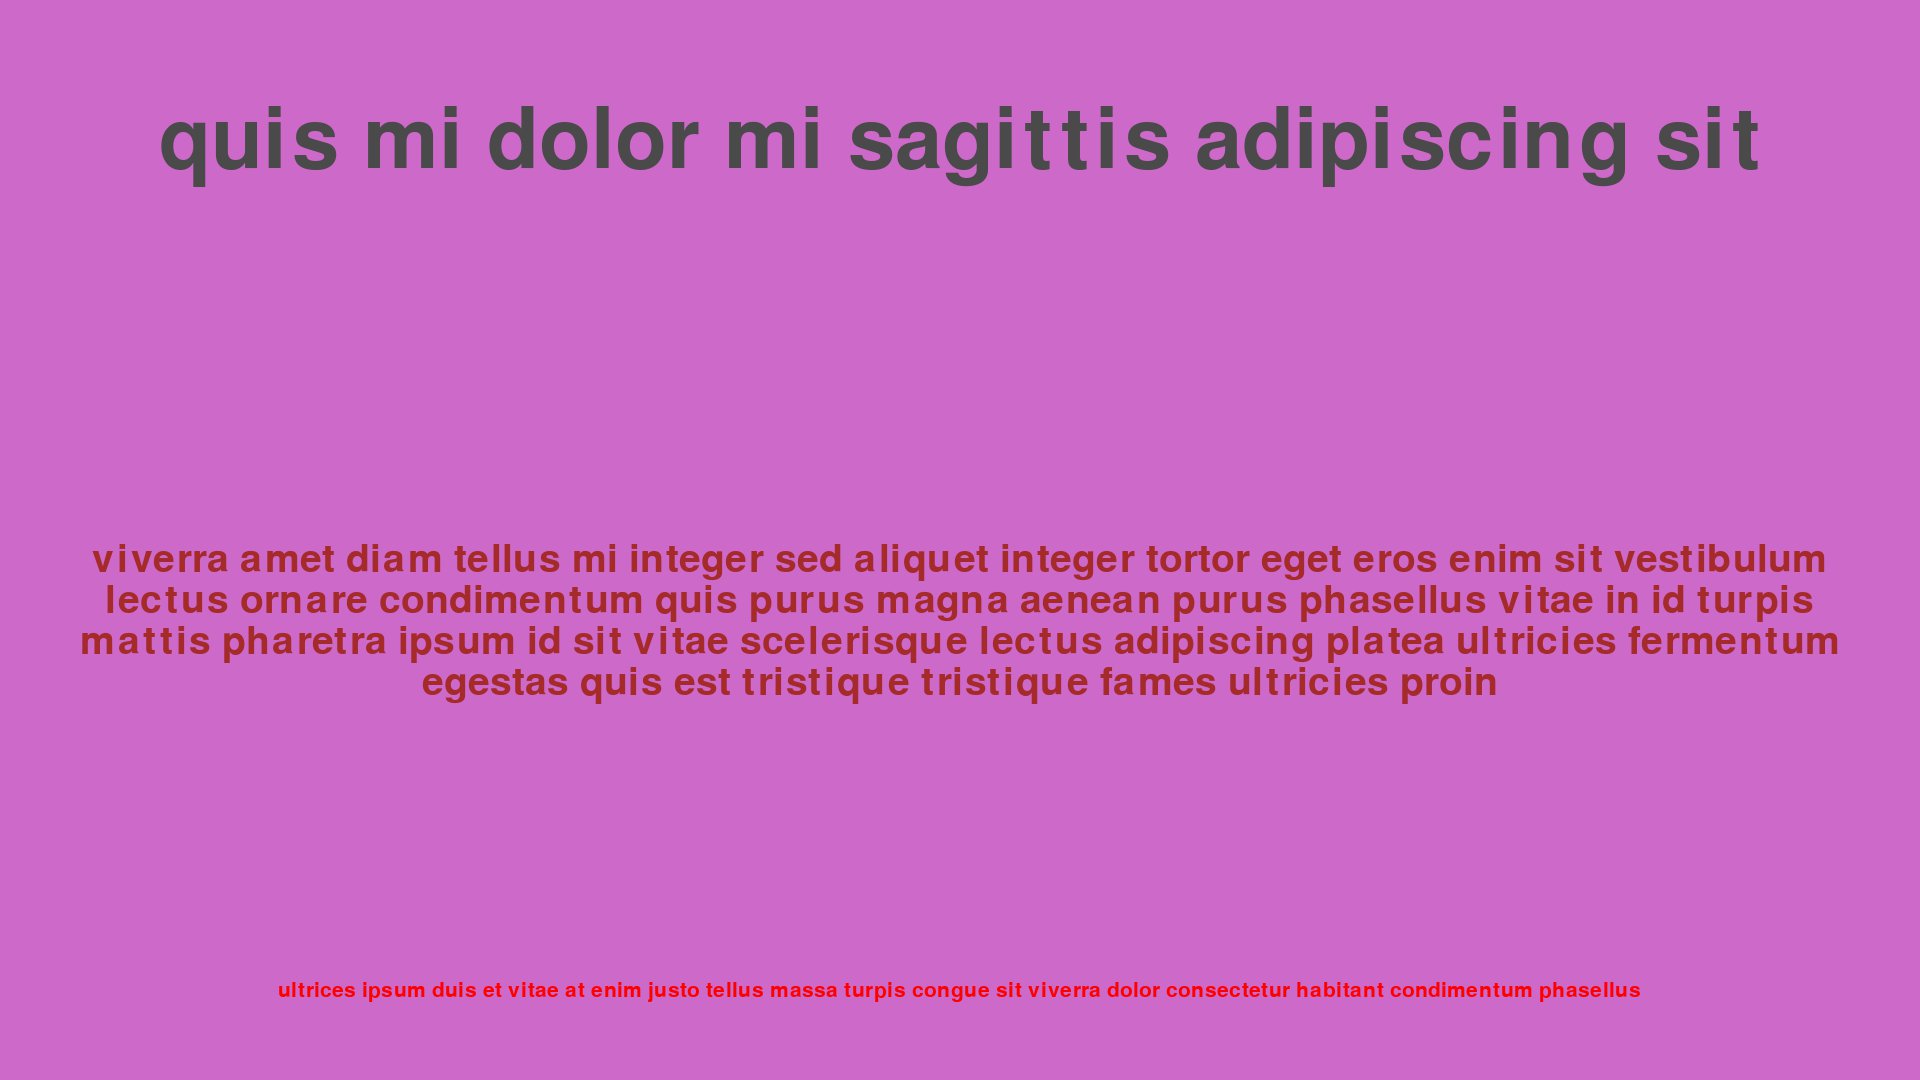 quis mi dolor mi sagittis adipiscing sit
viverra amet diam tellus mi integer sed aliquet integer tortor eget eros enim sit vestibulum
lectus ornare condimentum quis purus magna aenean purus phasellus vitae in id turpis
mattis pharetra ipsum id sit vitae scelerisque lectus adipiscing platea ultricies fermentum
egestas quis est tristique tristique fames ultricies proin
ultrices ipsum duis et vitae at enim justo tellus massa turpis congue sit viverra dolor consectetur habitant condimentum phasellus